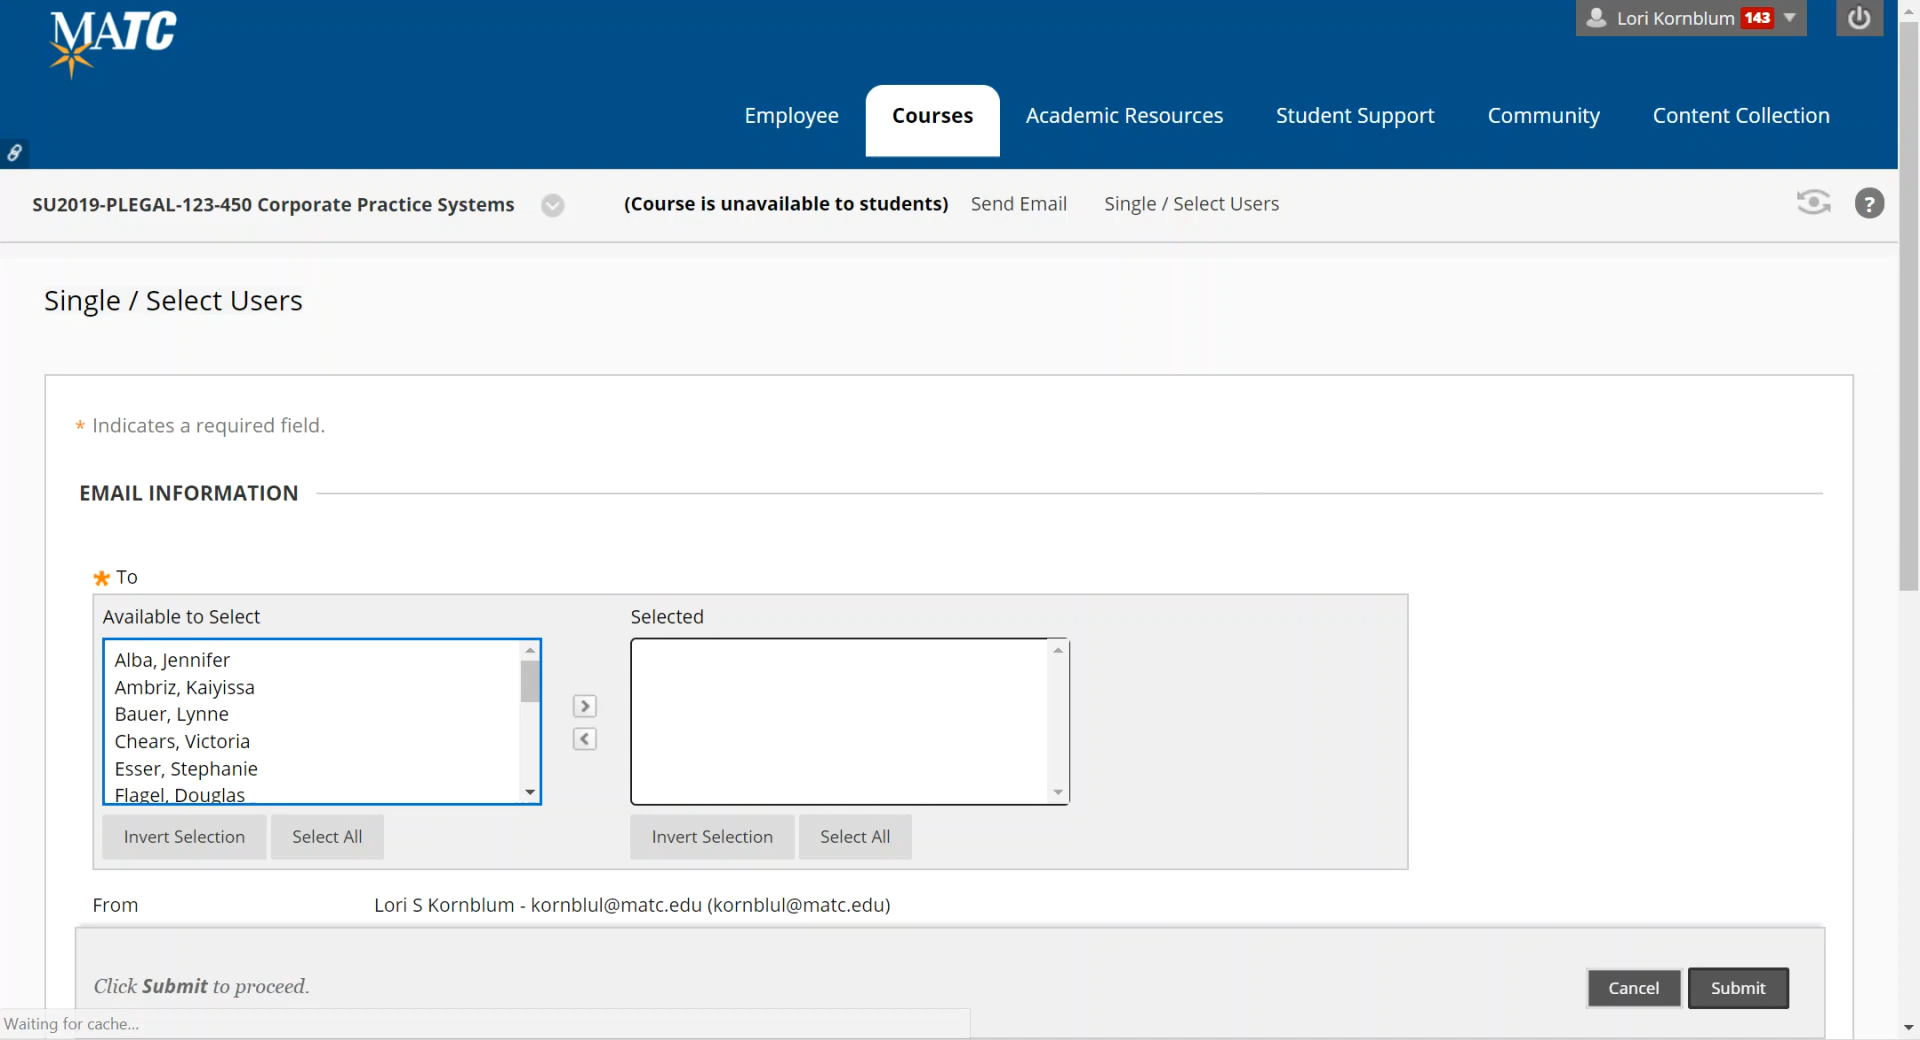 MATC
Lori Kornblum 143
Employee Courses Academic Resources Student Support Community Content Collection
SU2019-PLEGAL-123-450 Corporate Practice Systems (Course is unavailable to students) Send Email Single / Select Users ?
Single / Select Users
* Indicates a required field.
EMAIL INFORMATION
* To
Available to Select Selected
Alba, Jennifer
Ambriz, Kaiyissa
Bauer, Lynne
Chears, Victoria
Esser, Stephanie
Flagel, Douglas
Invert Selection Select All Invert Selection Select All
From Lori S Kornblum - kornblul@matc.edu (kornblul@matc.edu)
Click Submit to proceed. Cancel Submit
Waiting for cache...